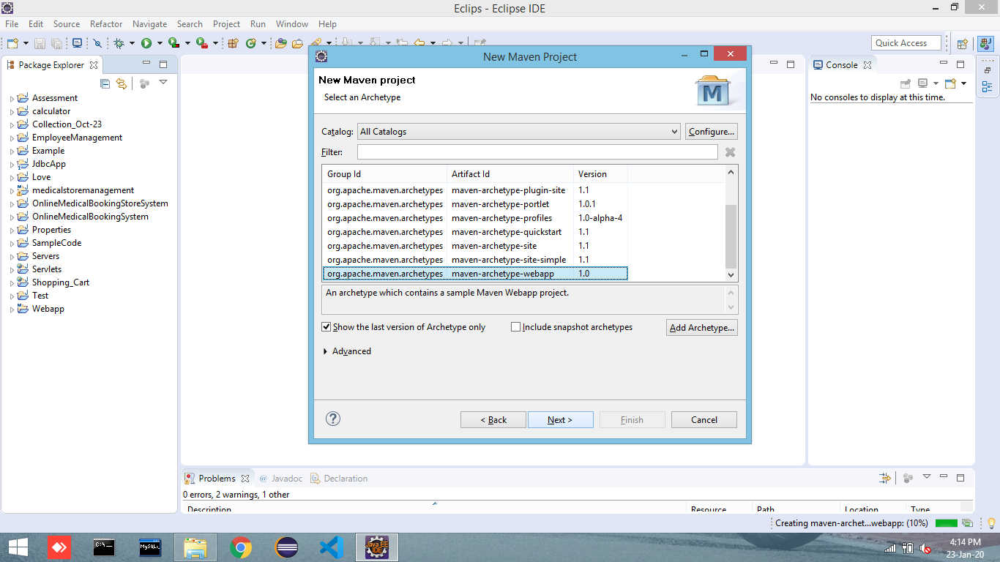 Eclips - Eclipse IDE
File Edit Source Refactor Navigate Search Project Run Window Help
Quick Access
Package Explorer
Assessment
calculator
Collection_Oct-23
EmployeeManagement
Example
JdbcApp
Love
medicalstoremanagement
OnlineMedicalBookingStoreSystem
OnlineMedicalBookingSystem
Properties
SampleCode
Servers
Servlets
Shopping_Cart
Test
Webapp
New Maven Project
New Maven project
Select an Archetype
M
Catalog: All Catalogs Configure...
Filter:
Group Id Artifact Id Version
org.apache.maven.archetypes maven-archetype-plugin-site 1.1
org.apache.maven.archetypes maven-archetype-portlet 1.0.1
org.apache.maven.archetypes maven-archetype-profiles 1.0-alpha-4
org.apache.maven.archetypes maven-archetype-quickstart 1.1
org.apache.maven.archetypes maven-archetype-site 1.1
org.apache.maven.archetypes maven-archetype-site-simple 1.1
org.apache.maven.archetypes maven-archetype-webapp 1.0
An archetype which contains a sample Maven Webapp project.
Show the last version of Archetype only Include snapshot archetypes Add Archetype...
Advanced
? < Back Next > Finish Cancel
Console
No consoles to display at this time.
Problems @ Javadoc Declaration
0 errors, 2 warnings, 1 other
Description Resource Path Location Type
Creating maven-archet...webapp: (10%)
C:\
MySQL
Java EE
IDE
4:14 PM
23-Jan-20